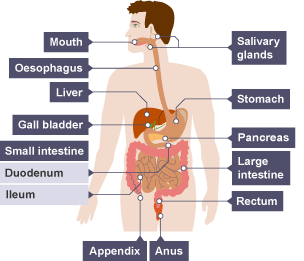 Mouth
Salivary
glands
Oesophagus
Liver
Stomach
Gall bladder
Pancreas
Small intestine
Duodenum
Large
intestine
Ileum
Rectum
Appendix
Anus